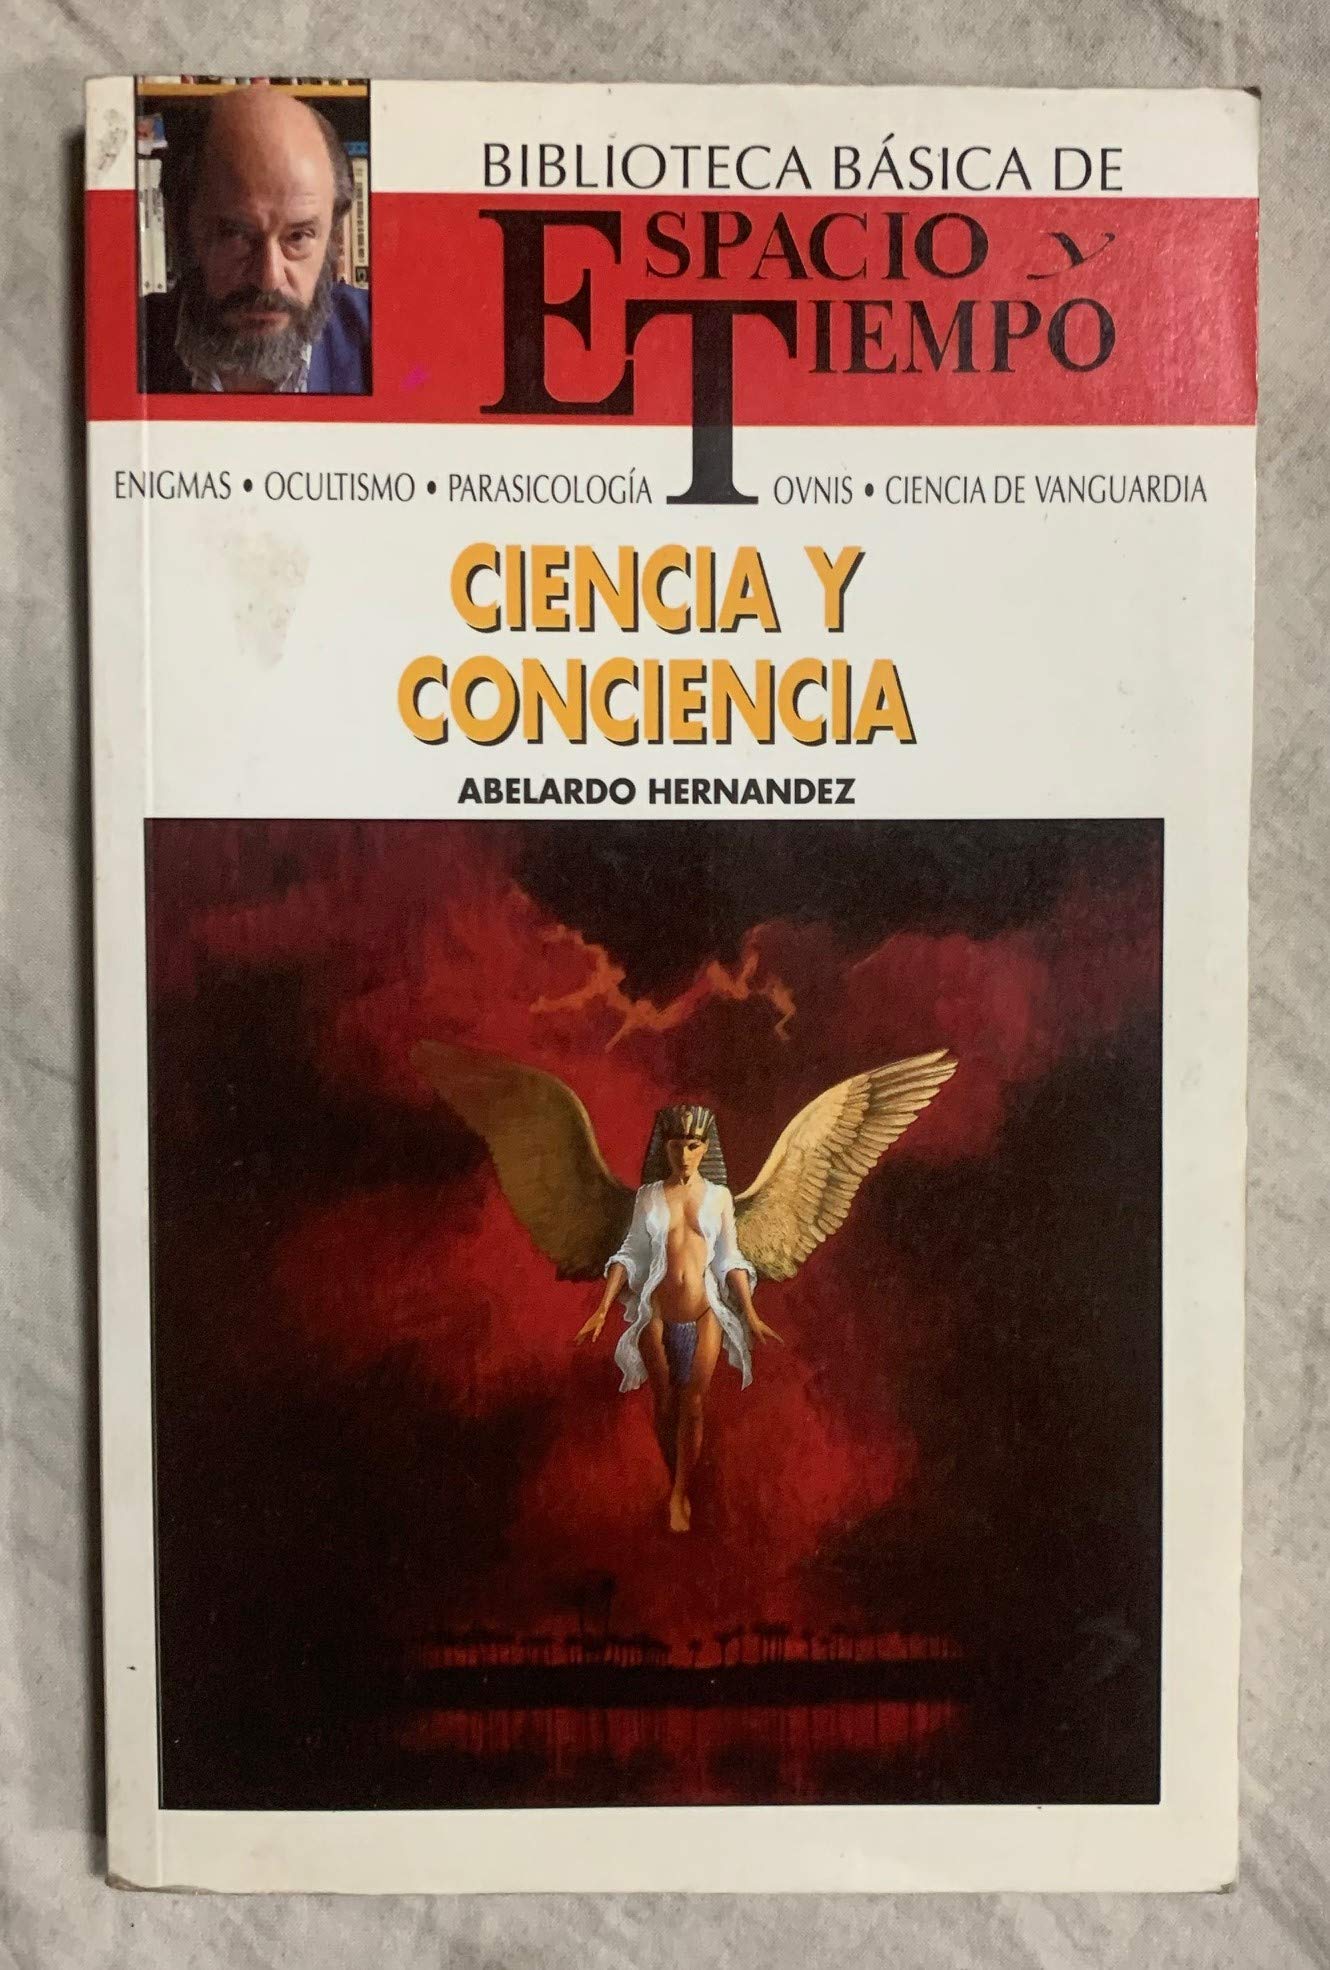 BIBLIOTECA BÁSICA DE
ESPACIO Y
TIEMPO
ENIGMAS • OCULTISMO • PARASICOLOGÍA OVNIS • CIENCIA DE VANGUARDIA
CIENCIA Y
CONCIENCIA
ABELARDO HERNANDEZ